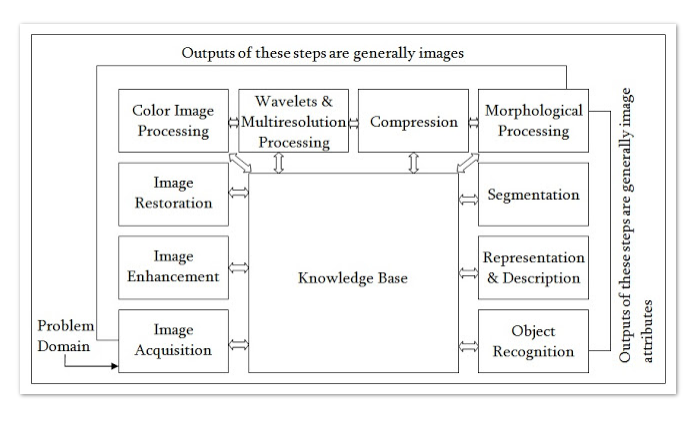 Outputs of these steps are generally images
Color Image
Processing
Wavelets &
Multiresolution
Processing
Compression
Morphological
Processing
Image
Restoration
Segmentation
Image
Enhancement
Knowledge Base
Representation
& Description
Problem
Domain
Image
Acquisition
Object
Recognition
Outputs of these steps are generally image
attributes